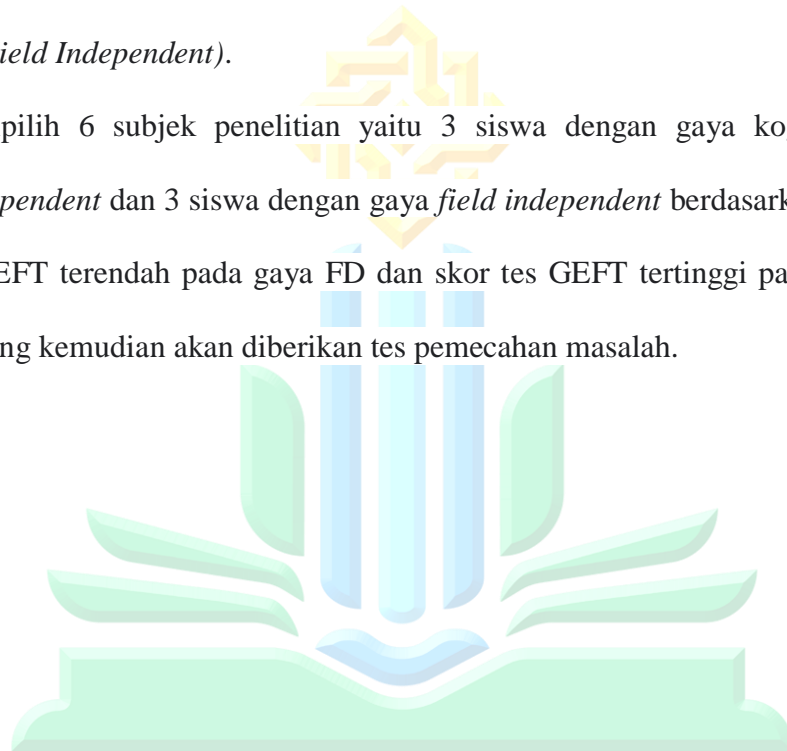 ield Independent).
pilih 6 subjek penelitian yaitu 3 siswa dengan gaya ko
pendent dan 3 siswa dengan gaya field independent berdasark
EFT terendah pada gaya FD dan skor tes GEFT tertinggi pa
ng kemudian akan diberikan tes pemecahan masalah.